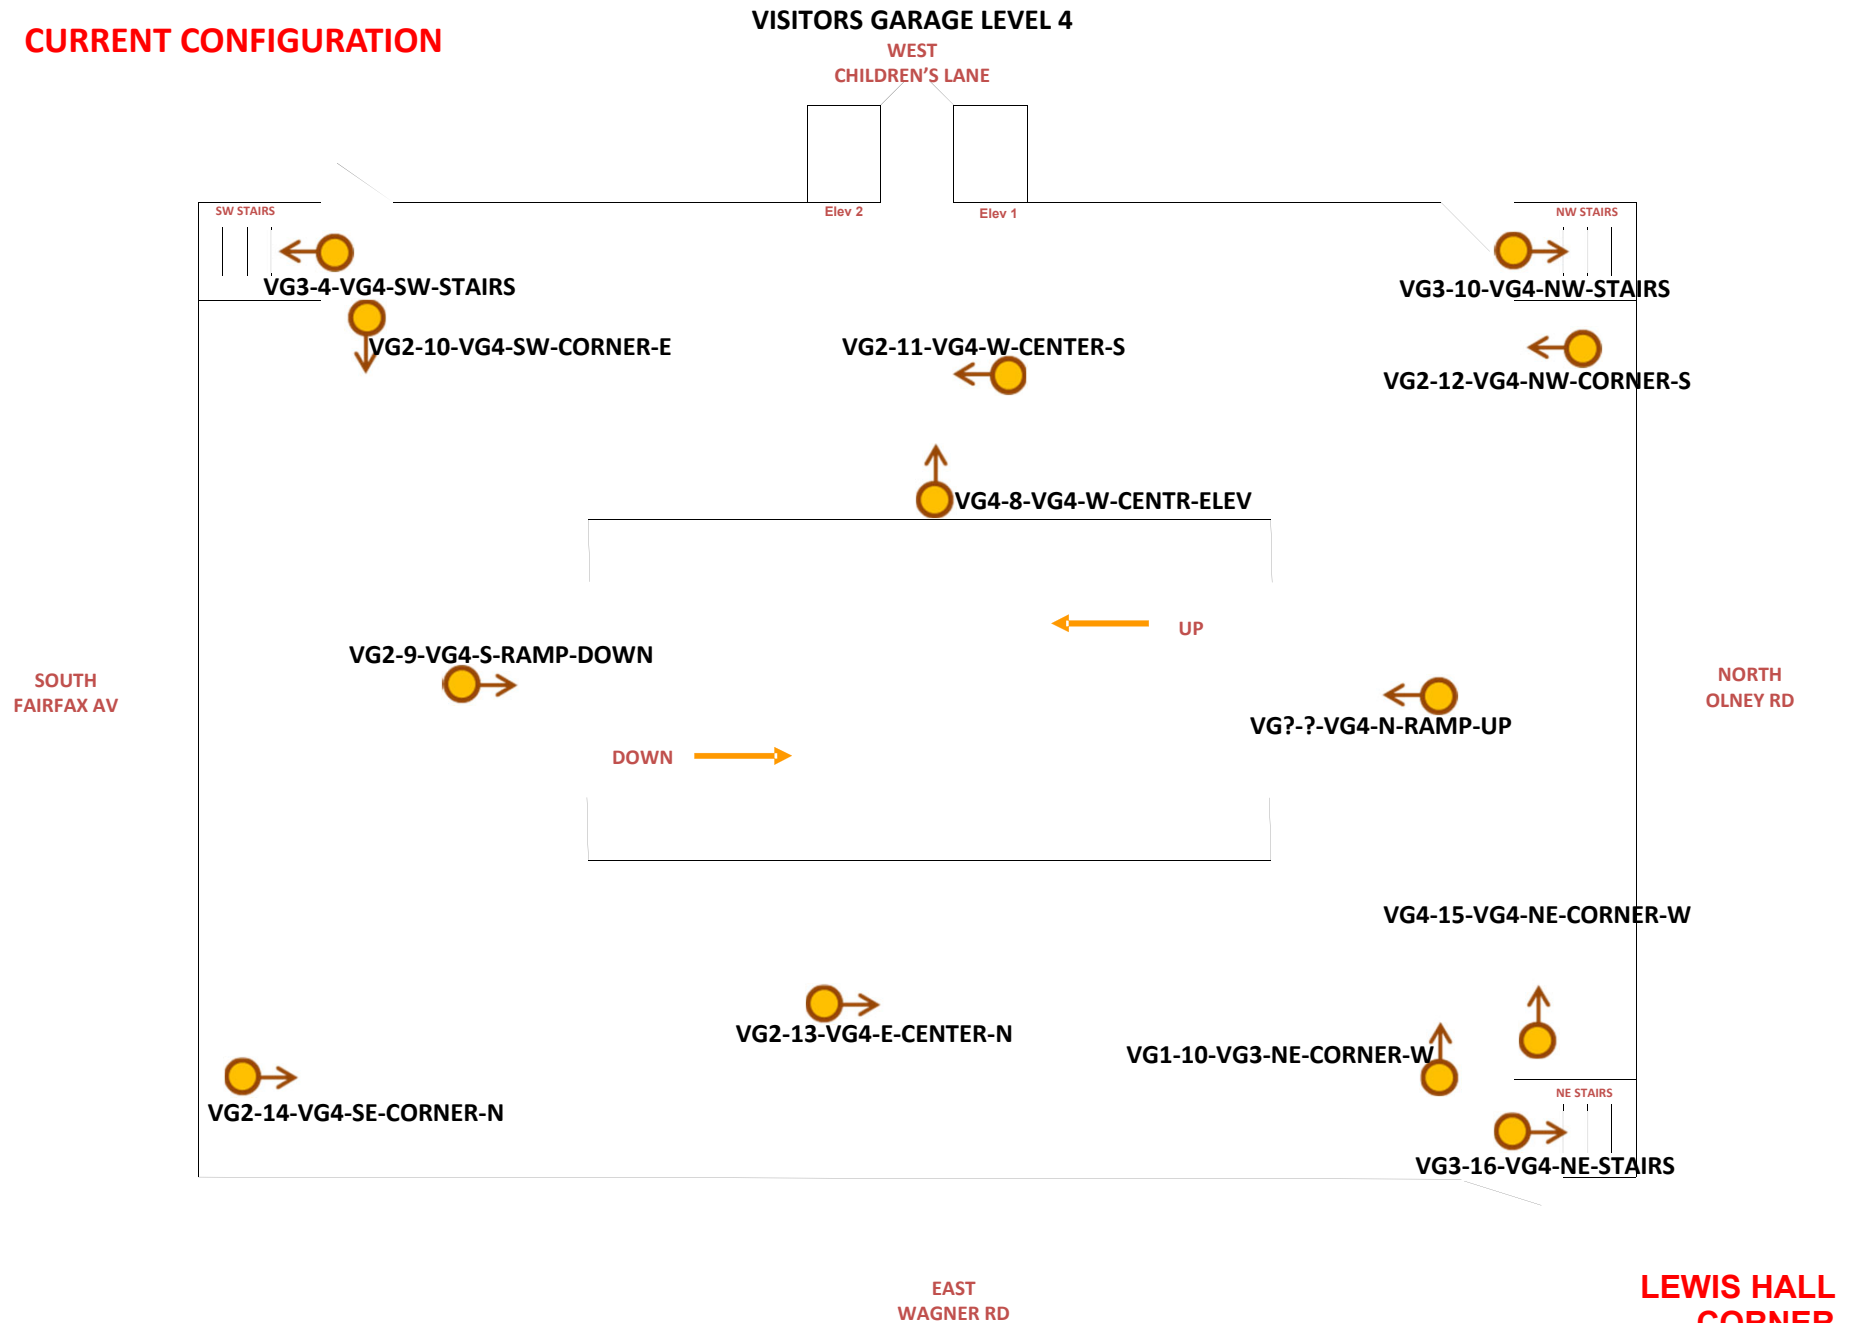 VISITORS GARAGE LEVEL 4
CURRENT CONFIGURATION
WEST
CHILDREN'S LANE
SW STAIRS
Elev 2
Elev 1
NW STAIRS
VG3-4-VG4-SW-STAIRS
VG3-10-VG4-NW-STAIRS
VG2-10-VG4-SW-CORNER-E
VG2-11-VG4-W-CENTER-S
VG2-12-VG4-NW-CORNER-S
VG4-8-VG4-W-CENTR-ELEV
UP
VG2-9-VG4-S-RAMP-DOWN
SOUTH
FAIRFAX AV
NORTH
OLNEY RD
VG?-?-VG4-N-RAMP-UP
DOWN
VG4-15-VG4-NE-CORNER-W
VG2-13-VG4-E-CENTER-N
VG1-10-VG3-NE-CORNER-W
NE STAIRS
VG2-14-VG4-SE-CORNER-N
VG3-16-VG4-NE-STAIRS
EAST
WAGNER RD
LEWIS HALL
CORNER